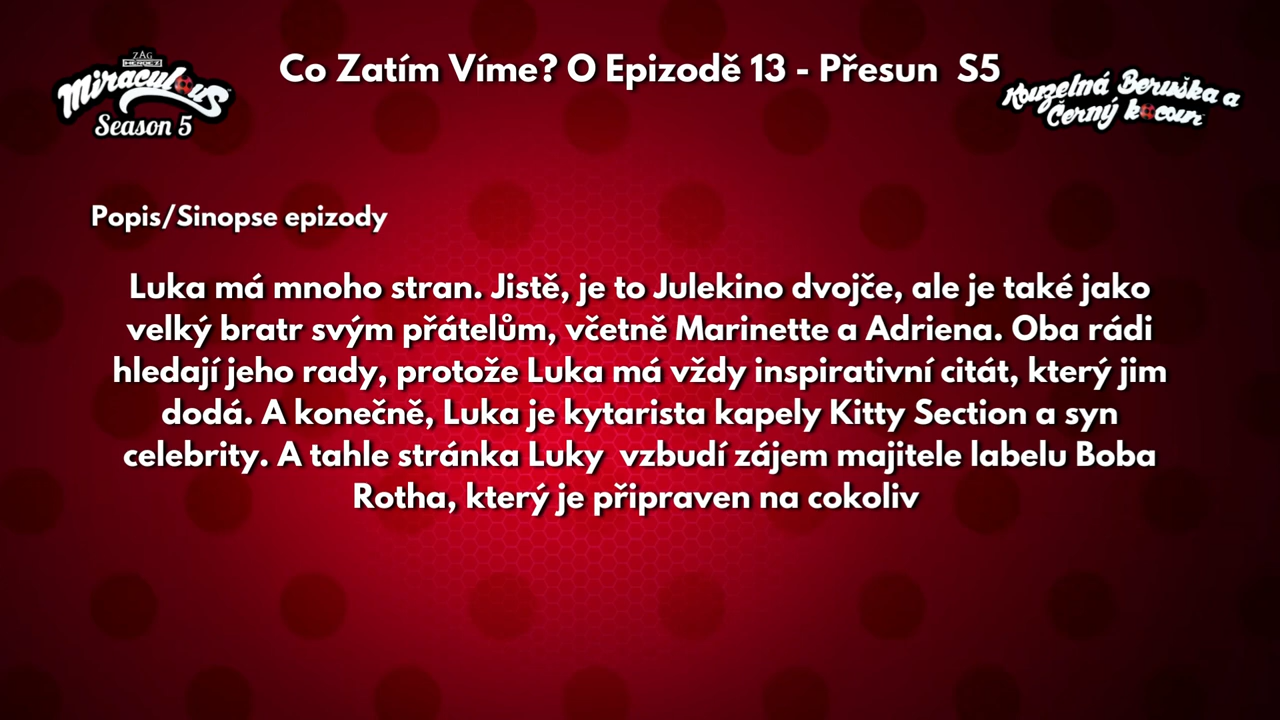 ZAG
HEROEZ
Miraculous
Season 5
Co Zatím Víme? O Epizodě 13 - Přesun S5
Kouzelná Beruška a
Černý kocour
Popis/Sinopse epizody
Luka má mnoho stran. Jistě, je to Julekino dvojče, ale je také jako
velký bratr svým přátelům, včetně Marinette a Adriena. Oba rádi
hledají jeho rady, protože Luka má vždy inspirativní citát, který jim
dodá. A konečně, Luka je kytarista kapely Kitty Section a syn
celebrity. A tahle stránka Luky vzbudí zájem majitele labelu Boba
Rotha, který je připraven na cokoliv